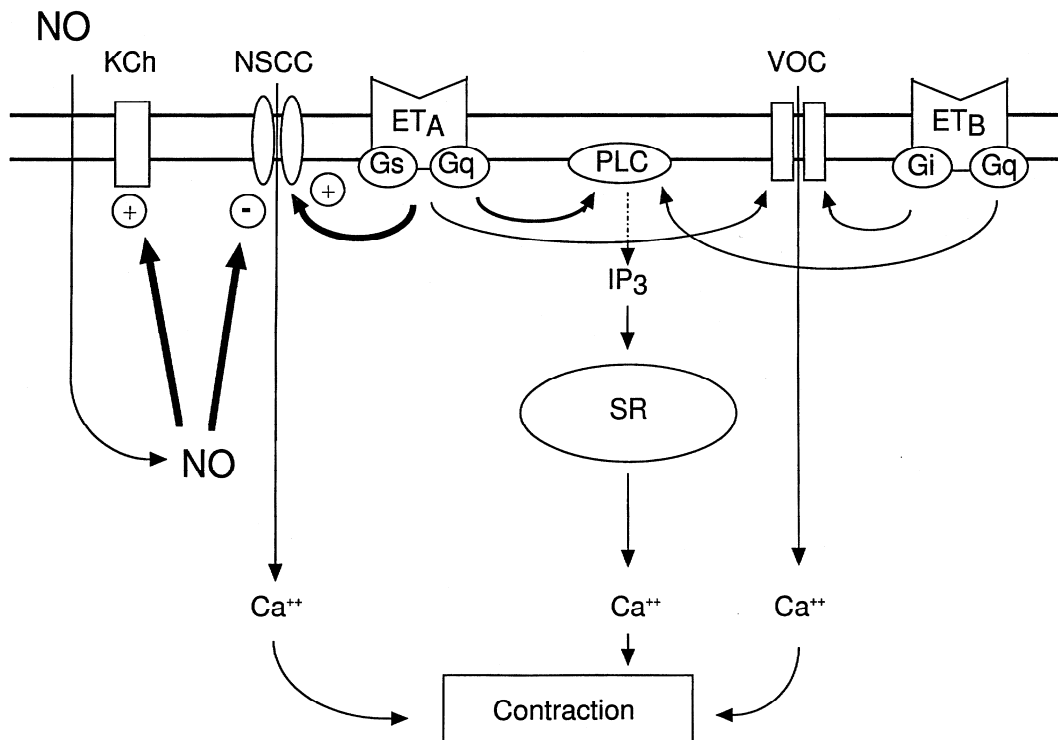 NO
KCh
NSCC
VOC
ETA
ETB
Gs
Gq
PLC
Gi
Gq
+
-
+
IP3
SR
NO
Ca++
Ca++
Ca++
Contraction